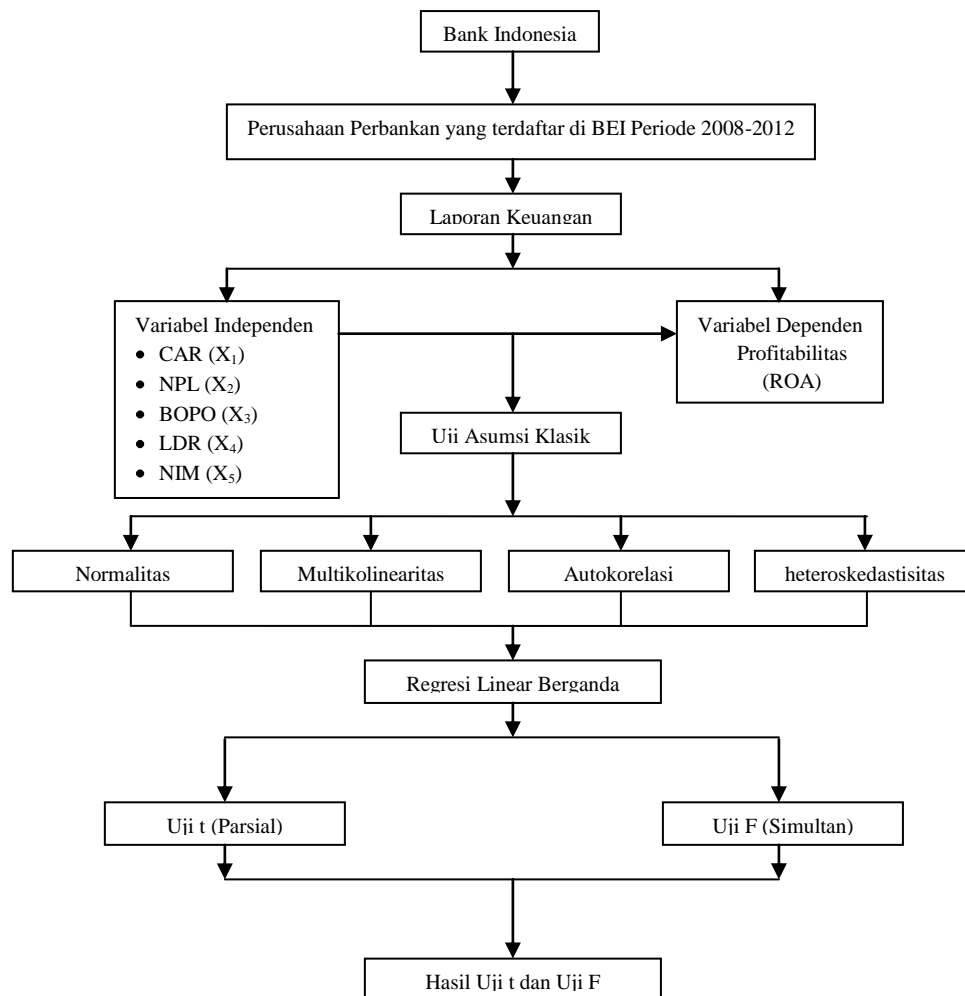 Bank Indonesia
Perusahaan Perbankan yang terdaftar di BEI Periode 2008-2012
Laporan Keuangan
Variabel Independen
• CAR (X₁)
• NPL (X₂)
• BOPO (X₃)
• LDR (X₄)
• NIM (X₅)
Variabel Dependen
Profitabilitas
(ROA)
Uji Asumsi Klasik
Normalitas
Multikolinearitas
Autokorelasi
heteroskedastisitas
Regresi Linear Berganda
Uji t (Parsial)
Uji F (Simultan)
Hasil Uji t dan Uji F